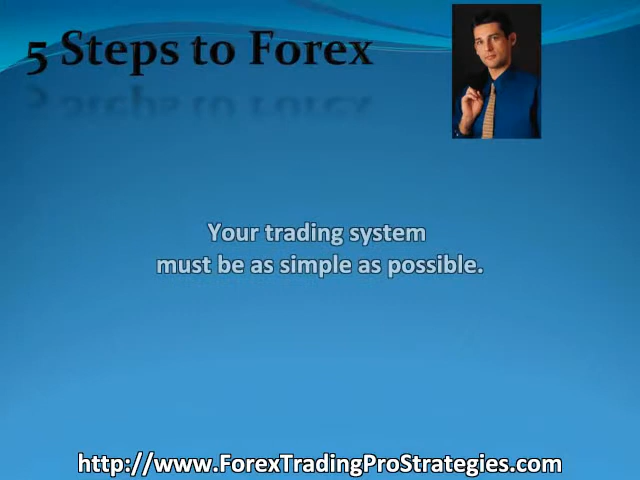 5 Steps to Forex
Your trading system
must be as simple as possible.
http://www.ForexTradingProStrategies.com